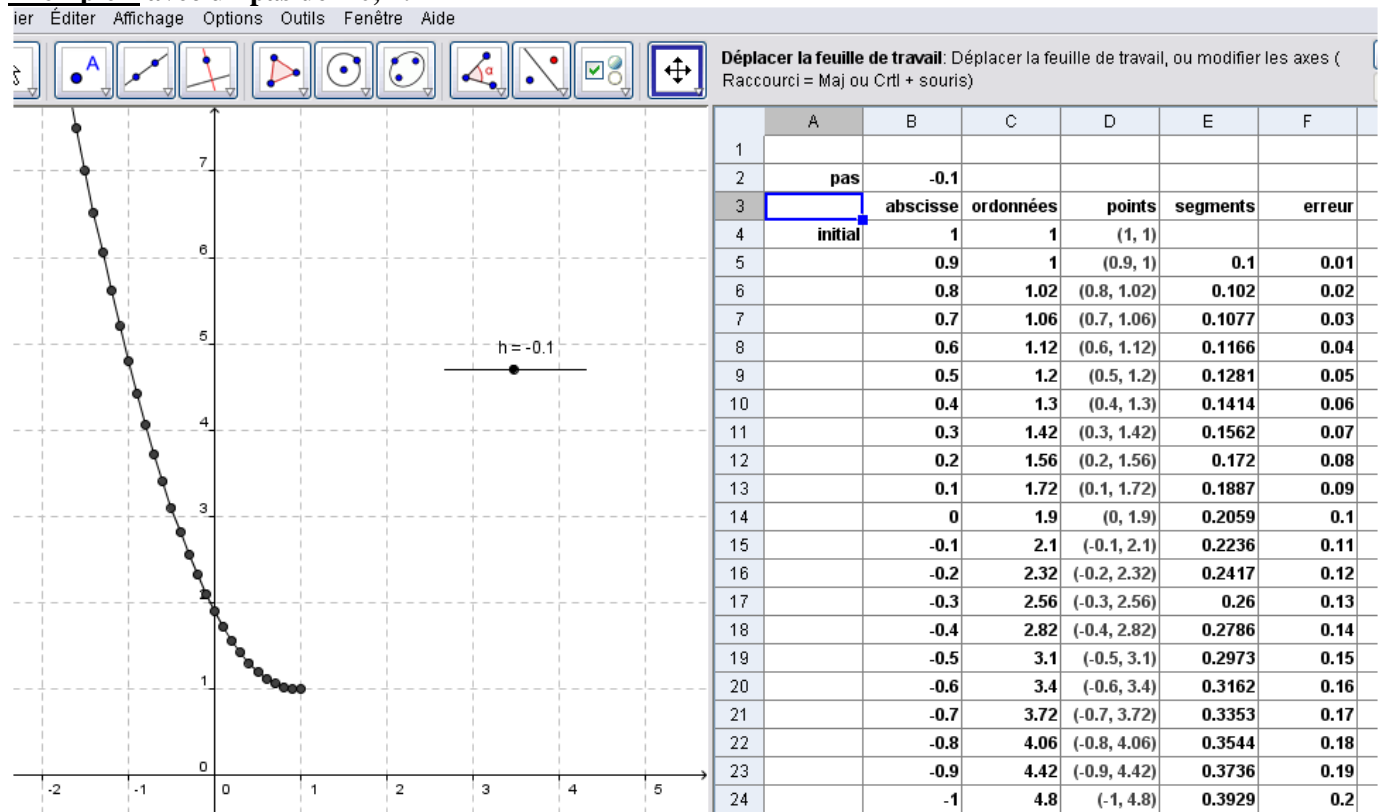 ier Éditer Affichage Options Outils Fenêtre Aide
A
α
Déplacer la feuille de travail: Déplacer la feuille de travail, ou modifier les axes (
Raccourci = Maj ou Crtl + souris)
7
6
5
4
3
2
1
0
-2 -1 0 1 2 3 4 5
h = -0.1
A B C D E F
1
2 pas -0.1
3 abscisse ordonnées points segments erreur
4 initial 1 1 (1, 1)
5 0.9 1 (0.9, 1) 0.1 0.01
6 0.8 1.02 (0.8, 1.02) 0.102 0.02
7 0.7 1.06 (0.7, 1.06) 0.1077 0.03
8 0.6 1.12 (0.6, 1.12) 0.1166 0.04
9 0.5 1.2 (0.5, 1.2) 0.1281 0.05
10 0.4 1.3 (0.4, 1.3) 0.1414 0.06
11 0.3 1.42 (0.3, 1.42) 0.1562 0.07
12 0.2 1.56 (0.2, 1.56) 0.172 0.08
13 0.1 1.72 (0.1, 1.72) 0.1887 0.09
14 0 1.9 (0, 1.9) 0.2059 0.1
15 -0.1 2.1 (-0.1, 2.1) 0.2236 0.11
16 -0.2 2.32 (-0.2, 2.32) 0.2417 0.12
17 -0.3 2.56 (-0.3, 2.56) 0.26 0.13
18 -0.4 2.82 (-0.4, 2.82) 0.2786 0.14
19 -0.5 3.1 (-0.5, 3.1) 0.2973 0.15
20 -0.6 3.4 (-0.6, 3.4) 0.3162 0.16
21 -0.7 3.72 (-0.7, 3.72) 0.3353 0.17
22 -0.8 4.06 (-0.8, 4.06) 0.3544 0.18
23 -0.9 4.42 (-0.9, 4.42) 0.3736 0.19
24 -1 4.8 (-1, 4.8) 0.3929 0.2